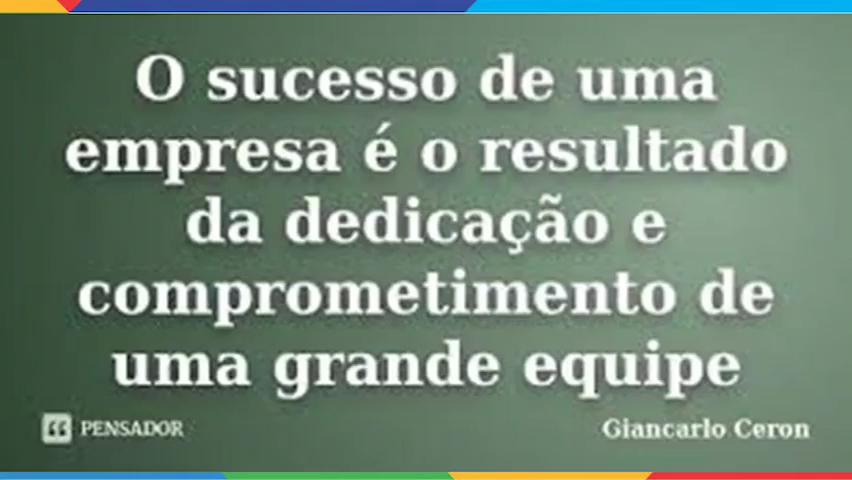 O sucesso de uma
empresa é o resultado
da dedicação e
comprometimento de
uma grande equipe
PENSADOR
Giancarlo Ceron